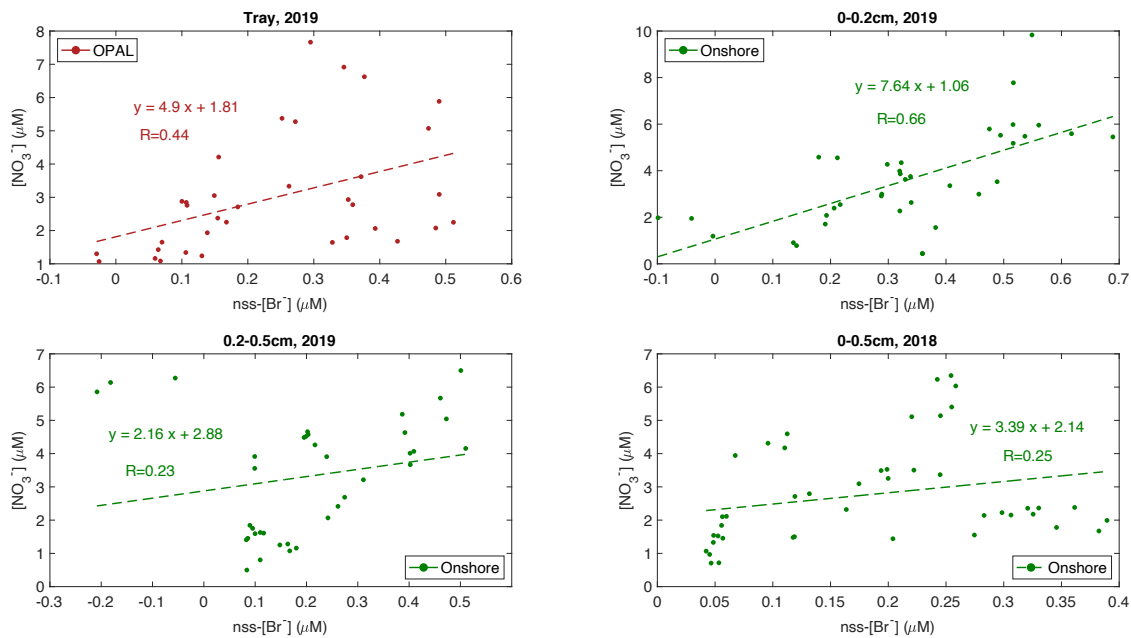 Tray, 2019
8
7
6
5
4
3
2
1
[NO₃⁻] (μM)
OPAL
y = 4.9 x + 1.81
R=0.44
-0.1 0 0.1 0.2 0.3 0.4 0.5 0.6
nss-[Br⁻] (μM)
0-0.2cm, 2019
10
8
6
4
2
0
[NO₃⁻] (μM)
Onshore
y = 7.64 x + 1.06
R=0.66
-0.1 0 0.1 0.2 0.3 0.4 0.5 0.6 0.7
nss-[Br⁻] (μM)
0.2-0.5cm, 2019
7
6
5
4
3
2
1
0
[NO₃⁻] (μM)
y = 2.16 x + 2.88
R=0.23
Onshore
-0.3 -0.2 -0.1 0 0.1 0.2 0.3 0.4 0.5
nss-[Br⁻] (μM)
0-0.5cm, 2018
7
6
5
4
3
2
1
0
[NO₃⁻] (μM)
y = 3.39 x + 2.14
R=0.25
Onshore
0 0.05 0.1 0.15 0.2 0.25 0.3 0.35 0.4
nss-[Br⁻] (μM)